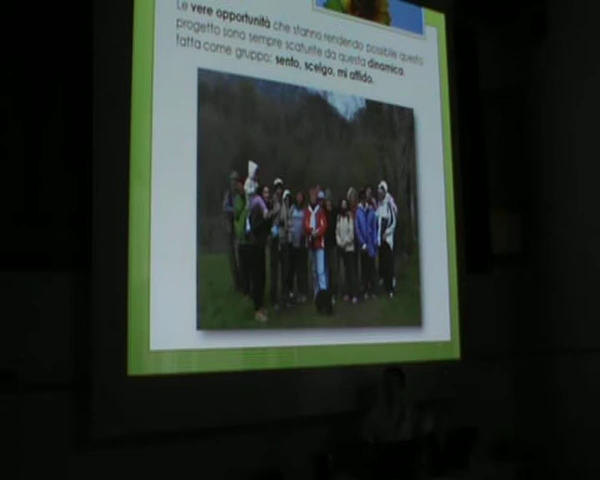 Le vere opportunità che stanno rendendo possibile questo
progetto sono sempre scaturite da questa dinamica
fatta come gruppo: sento, scelgo, mi affido.